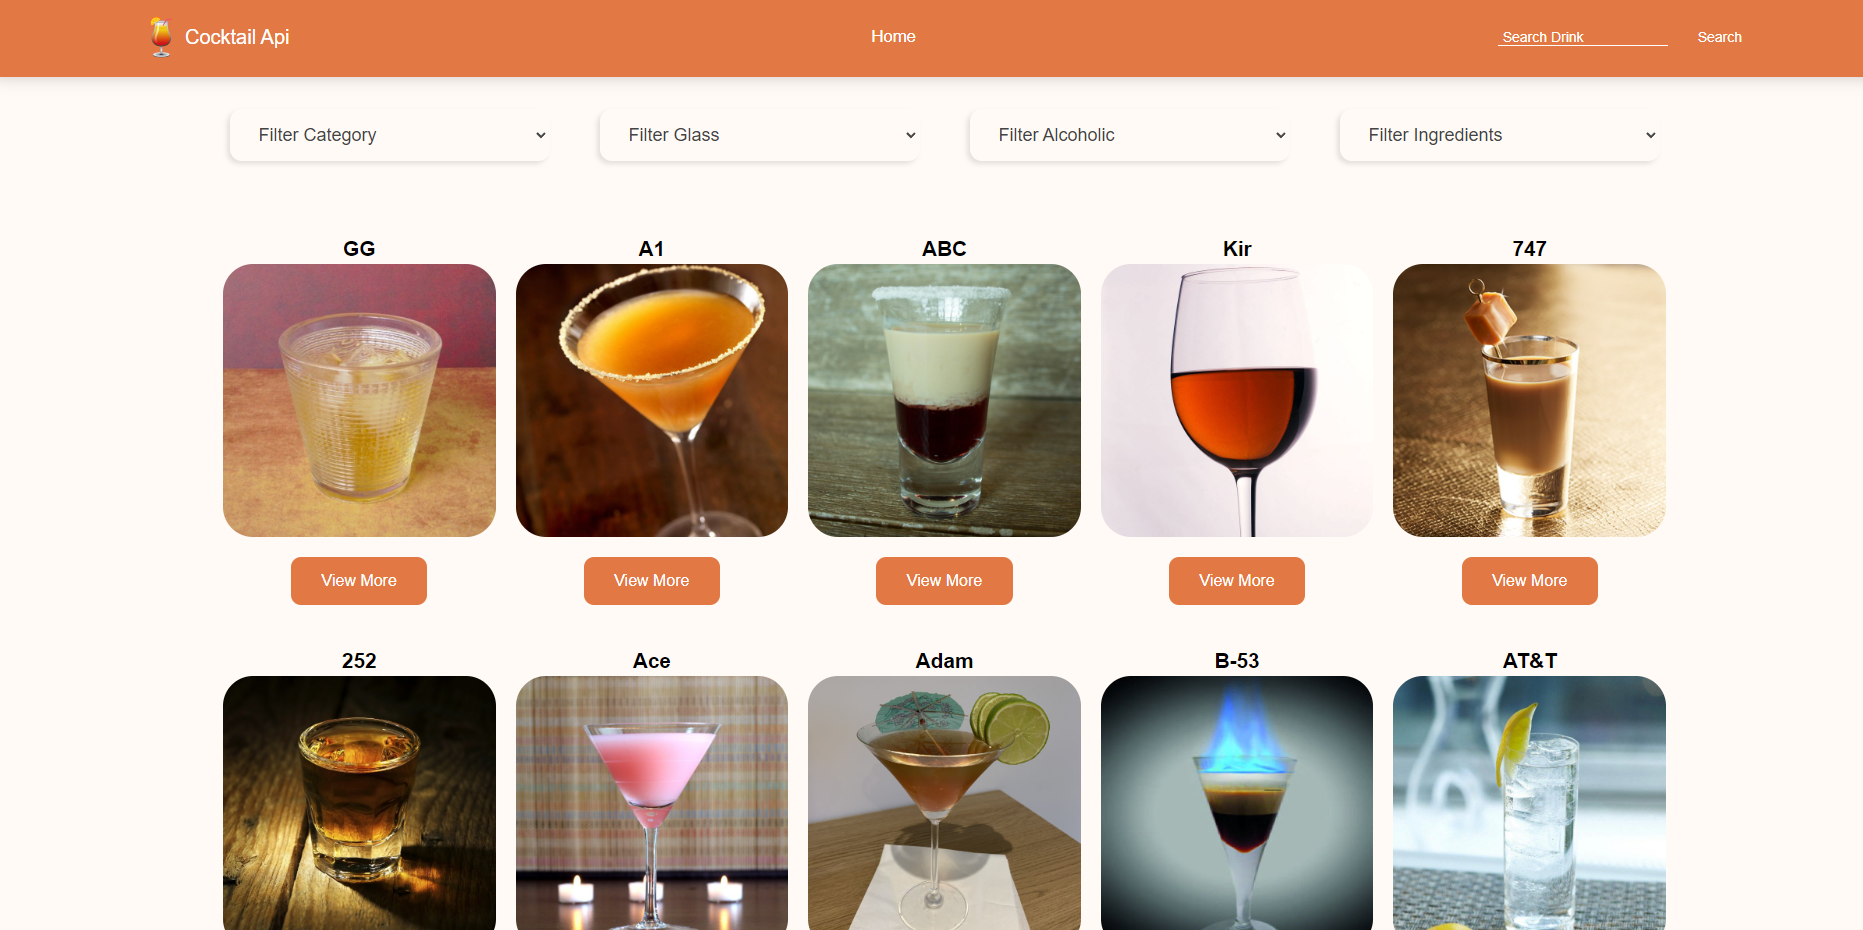 Cocktail Api
Home
Search Drink
Search
Filter Category
Filter Glass
Filter Alcoholic
Filter Ingredients
GG
A1
ABC
Kir
747
View More
View More
View More
View More
View More
252
Ace
Adam
B-53
AT&T